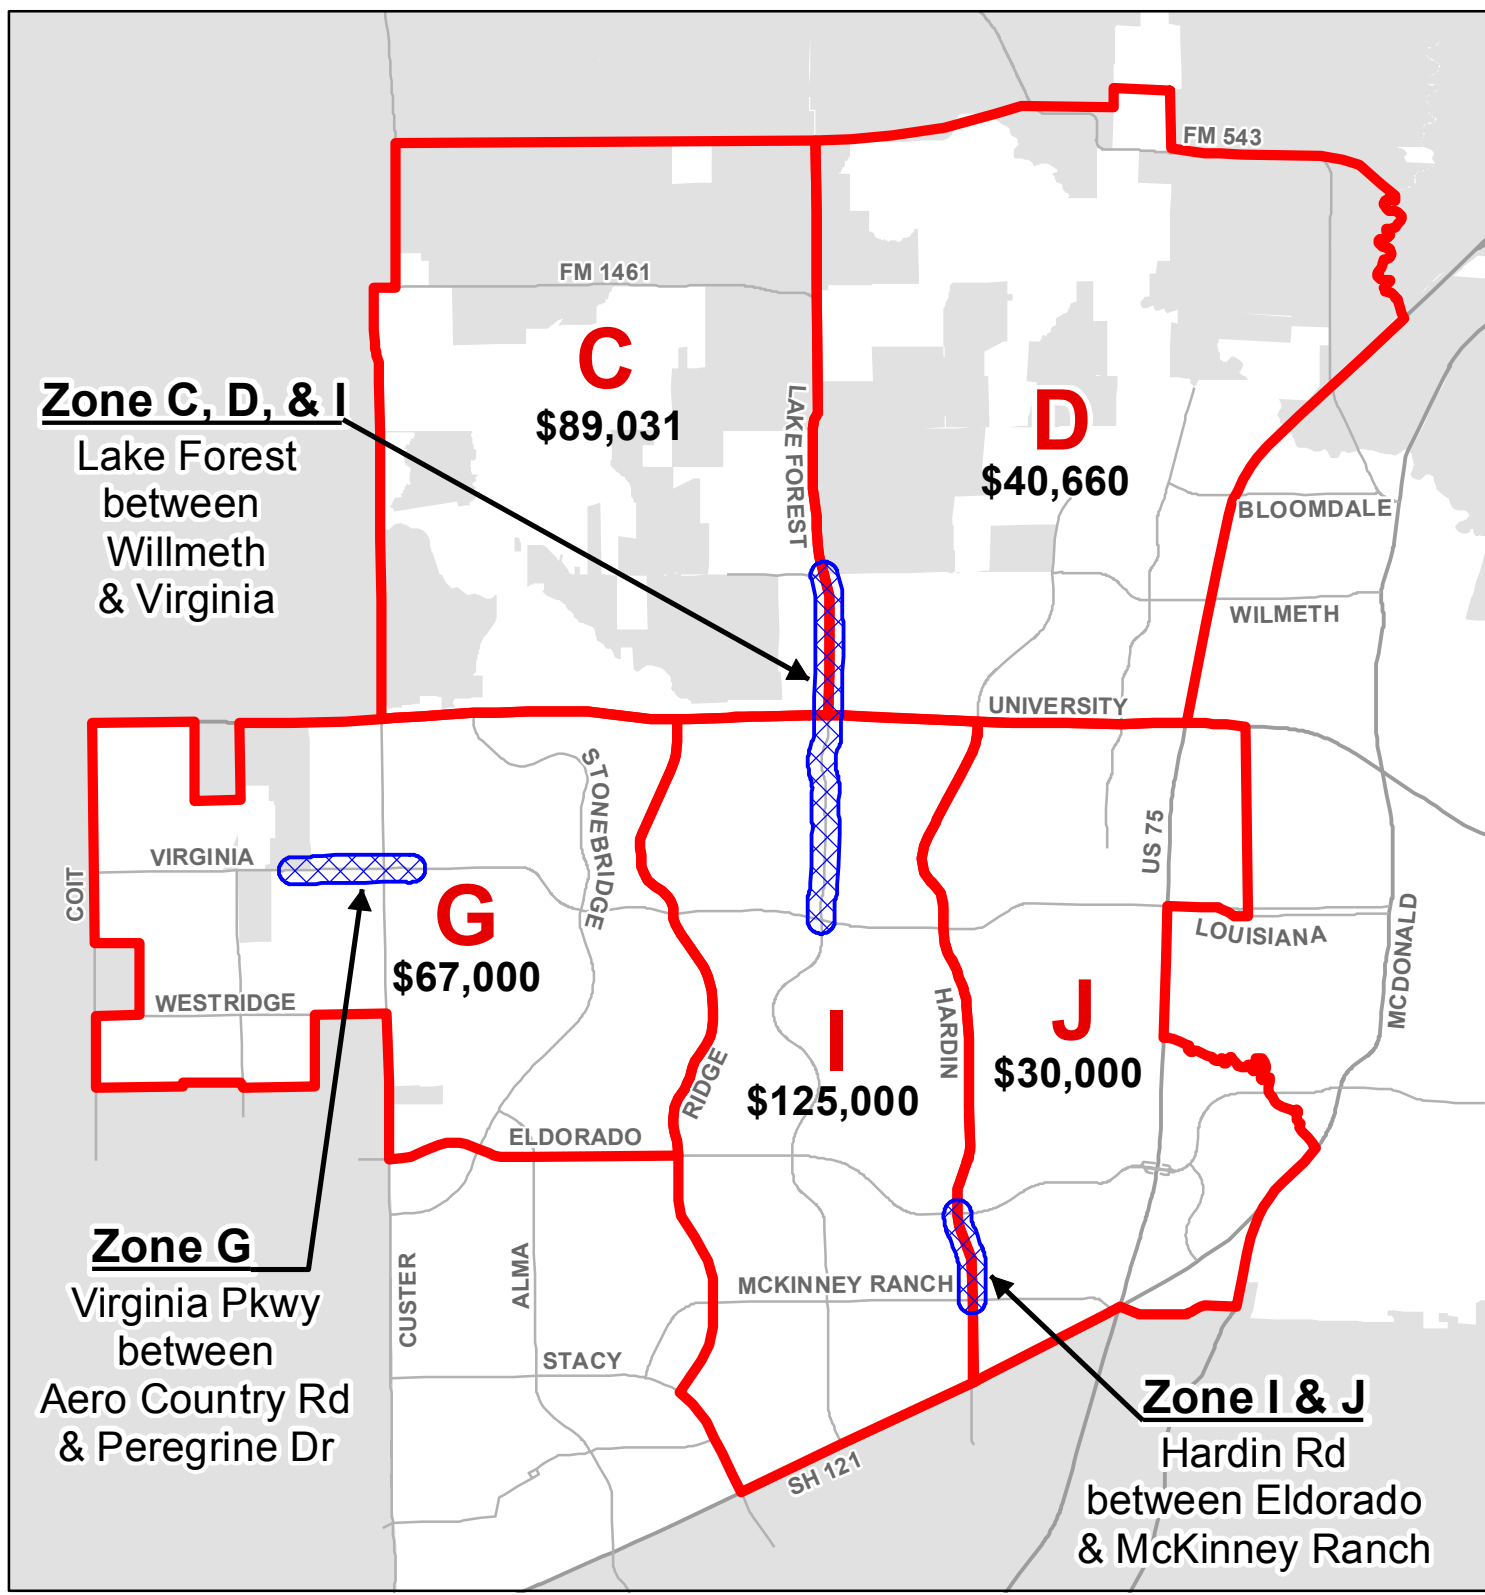 FM 543
FM 1461
C
$89,031
LAKE FOREST
D
$40,660
Zone C, D, & I
Lake Forest
between
Willmeth
& Virginia
BLOOMDALE
WILMETH
UNIVERSITY
STONEBRIDGE
US 75
VIRGINIA
COIT
G
$67,000
LOUISIANA
MCDONALD
WESTRIDGE
HARDIN
I
$125,000
J
$30,000
RIDGE
ELDORADO
Zone G
Virginia Pkwy
between
Aero Country Rd
& Peregrine Dr
CUSTER
ALMA
MCKINNEY RANCH
STACY
SH 121
Zone I & J
Hardin Rd
between Eldorado
& McKinney Ranch